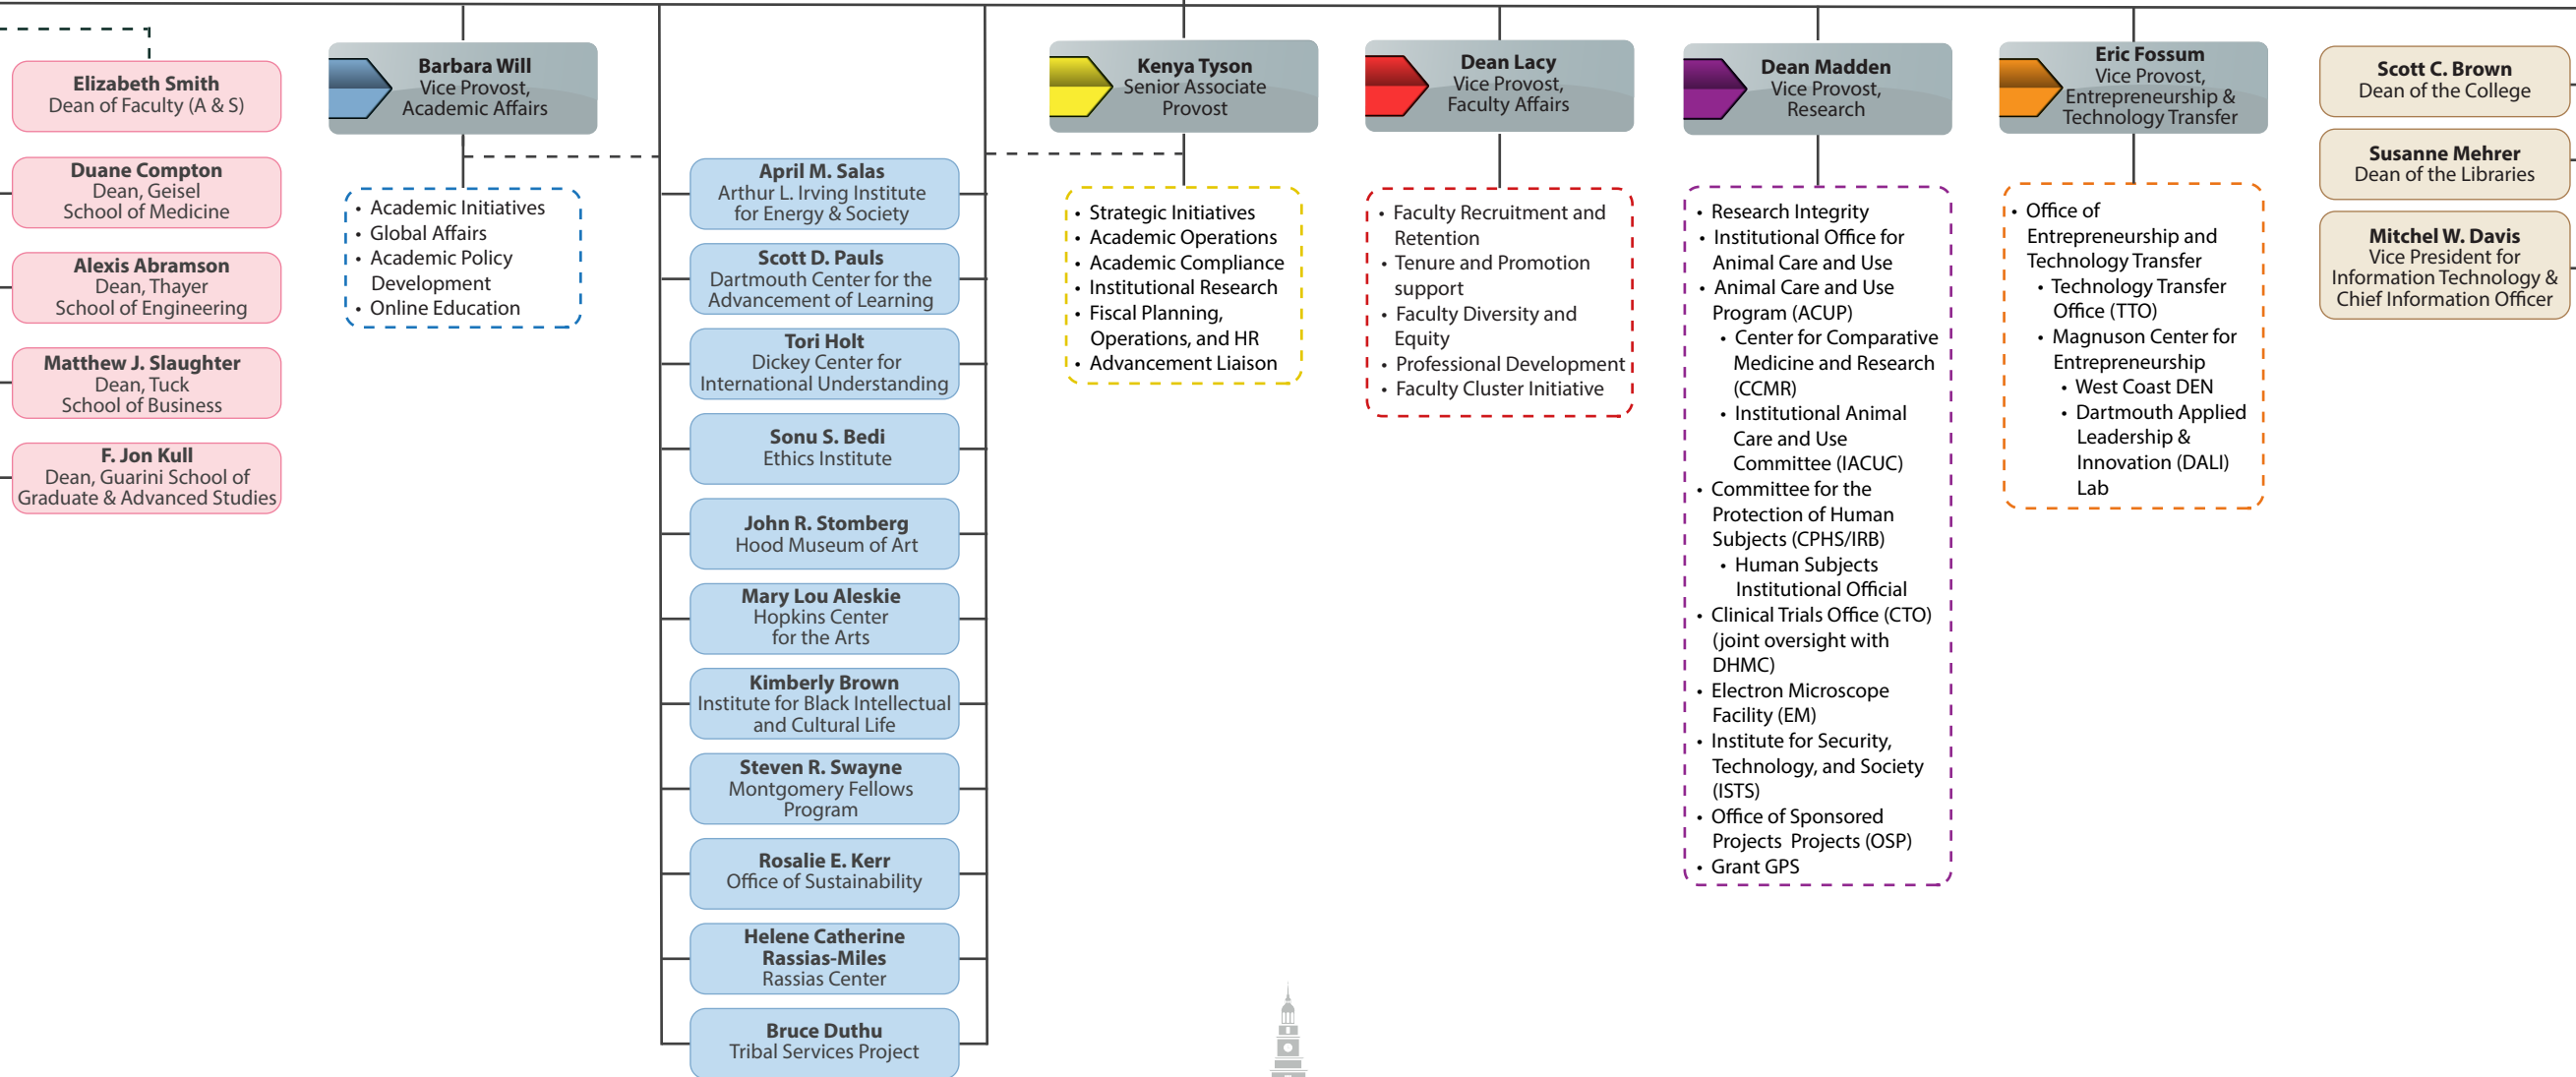 Elizabeth Smith
Dean of Faculty (A & S)
Duane Compton
Dean, Geisel
School of Medicine
Alexis Abramson
Dean, Thayer
School of Engineering
Matthew J. Slaughter
Dean, Tuck
School of Business
F. Jon Kull
Dean, Guarini School of
Graduate & Advanced Studies
Barbara Will
Vice Provost,
Academic Affairs
• Academic Initiatives
• Global Affairs
• Academic Policy
Development
• Online Education
April M. Salas
Arthur L. Irving Institute
for Energy & Society
Scott D. Pauls
Dartmouth Center for the
Advancement of Learning
Tori Holt
Dickey Center for
International Understanding
Sonu S. Bedi
Ethics Institute
John R. Stomberg
Hood Museum of Art
Mary Lou Aleskie
Hopkins Center
for the Arts
Kimberly Brown
Institute for Black Intellectual
and Cultural Life
Steven R. Swayne
Montgomery Fellows
Program
Rosalie E. Kerr
Office of Sustainability
Helene Catherine
Rassias-Miles
Rassias Center
Bruce Duthu
Tribal Services Project
Kenya Tyson
Senior Associate
Provost
• Strategic Initiatives
• Academic Operations
• Academic Compliance
• Institutional Research
• Fiscal Planning,
Operations, and HR
• Advancement Liaison
Dean Lacy
Vice Provost,
Faculty Affairs
• Faculty Recruitment and
Retention
• Tenure and Promotion
support
• Faculty Diversity and
Equity
• Professional Development
• Faculty Cluster Initiative
Dean Madden
Vice Provost,
Research
• Research Integrity
• Institutional Office for
Animal Care and Use
• Animal Care and Use
Program (ACUP)
• Center for Comparative
Medicine and Research
(CCMR)
• Institutional Animal
Care and Use
Committee (IACUC)
• Committee for the
Protection of Human
Subjects (CPHS/IRB)
• Human Subjects
Institutional Official
• Clinical Trials Office (CTO)
(joint oversight with
DHMC)
• Electron Microscope
Facility (EM)
• Institute for Security,
Technology, and Society
(ISTS)
• Office of Sponsored
Projects Projects (OSP)
• Grant GPS
Eric Fossum
Vice Provost,
Entrepreneurship &
Technology Transfer
• Office of
Entrepreneurship and
Technology Transfer
• Technology Transfer
Office (TTO)
• Magnuson Center for
Entrepreneurship
• West Coast DEN
• Dartmouth Applied
Leadership &
Innovation (DALI)
Lab
Scott C. Brown
Dean of the College
Susanne Mehrer
Dean of the Libraries
Mitchel W. Davis
Vice President for
Information Technology &
Chief Information Officer